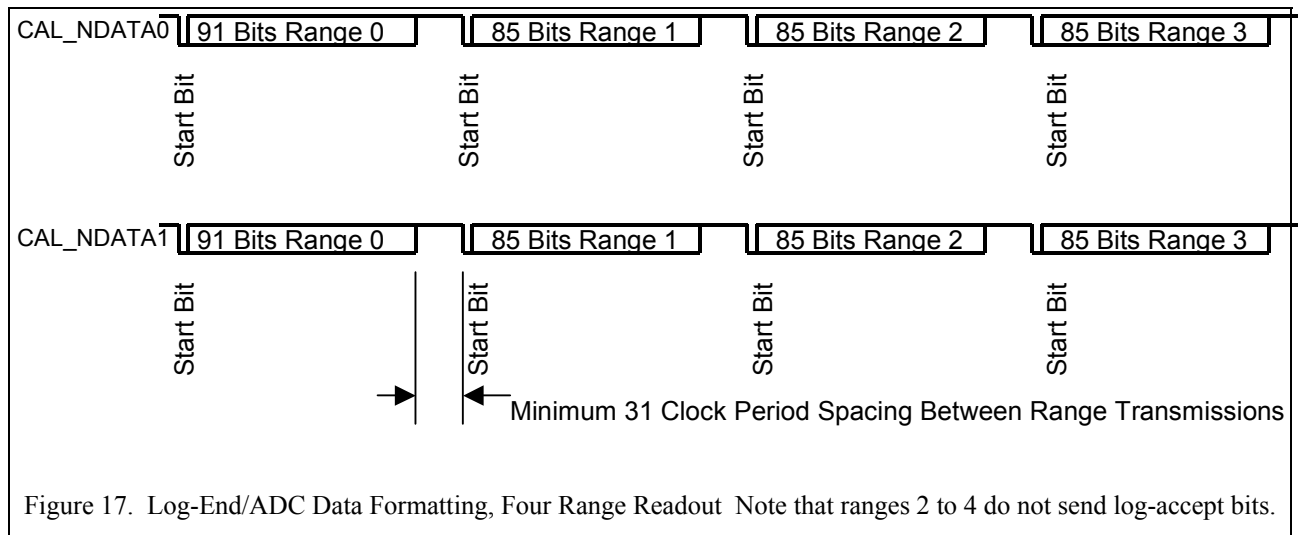 CAL_NDATA0 91 Bits Range 0 85 Bits Range 1 85 Bits Range 2 85 Bits Range 3
Start Bit Start Bit Start Bit Start Bit
CAL_NDATA1 91 Bits Range 0 85 Bits Range 1 85 Bits Range 2 85 Bits Range 3
Start Bit Start Bit Start Bit Start Bit
Minimum 31 Clock Period Spacing Between Range Transmissions
Figure 17. Log-End/ADC Data Formatting, Four Range Readout Note that ranges 2 to 4 do not send log-accept bits.